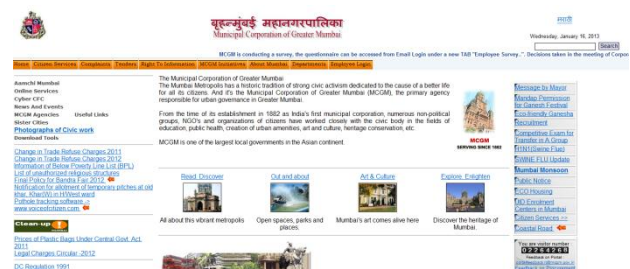 बृहन्मुंबई महानगरपालिका
Municipal Corporation of Greater Mumbai
मराठी
Wednesday, January 16, 2013
Search
MCGM is conducting a survey, the questionnaire can be accessed from Email Login under a new TAB "Employee Survey..". Decisions taken in the meeting of Corpo
Home Citizen Services Complaints Tenders Right To Information MCGM Initiatives About Mumbai Departments Employee Login
Aamchi Mumbai
Online Services
Cyber CFC
News And Events
MCGM Agencies Useful Links
Sister Cities
Photographs of Civic work
Download Tools
Change in Trade Refuse Charges 2011
Change in Trade Refuse Charges 2012
Information of Below Poverty Line List (BPL)
List of unauthorized religious structures
Final Policy for Bandra Fair 2012
Notification for allotment of temporary pitches at old khar, Khar(W) in H/West ward
Pothole tracking software ->
www.voiceofcitizen.com
Clean-up
Prices of Plastic Bags Under Central Govt. Act. 2011
Legal Charges Circular -2012
DC Regulation 1991
The Municipal Corporation of Greater Mumbai
The Mumbai Metropolis has a historic tradition of strong civic activism dedicated to the cause of a better life
for all its citizens. And it's the Municipal Corporation of Greater Mumbai (MCGM), the primary agency
responsible for urban governance in Greater Mumbai.
From the time of its establishment in 1882 as India's first municipal corporation, numerous non-political
groups, NGO's and organizations of citizens have worked closely with the civic body in the fields of
education, public health, creation of urban amenities, art and culture, heritage conservation, etc.
MCGM is one of the largest local governments in the Asian continent.
MCGM
SERVING SINCE 1882
Read Discover
Out and about
Art & Culture
Explore Enlighten
All about this vibrant metropolis
Open spaces, parks and places.
Mumbai's art comes alive here
Discover the heritage of Mumbai.
Message by Mayor
Mandap Permission for Ganesh Festival
Eco-friendly Ganesha
Recruitment
Competitive Exam for Transfer in A Group
H1N1(Swine Flue)
SWINE FLU Update
Mumbai Monsoon
Public Notice
ECO Housing
UID Enrolment Centers in Mumbai
Citizen Services >>
Coastal Road
You are visitor number
02264268
Feedback on Portal :